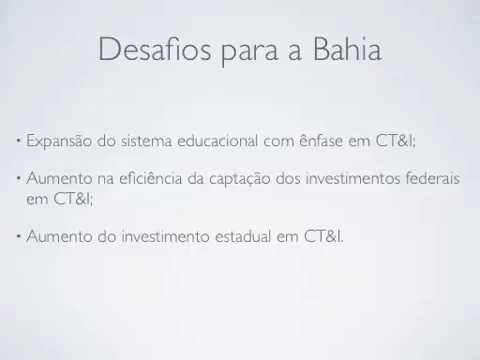 Desafios para a Bahia
• Expansão do sistema educacional com ênfase em CT&I;
• Aumento na eficiência da captação dos investimentos federais
em CT&I;
• Aumento do investimento estadual em CT&I.